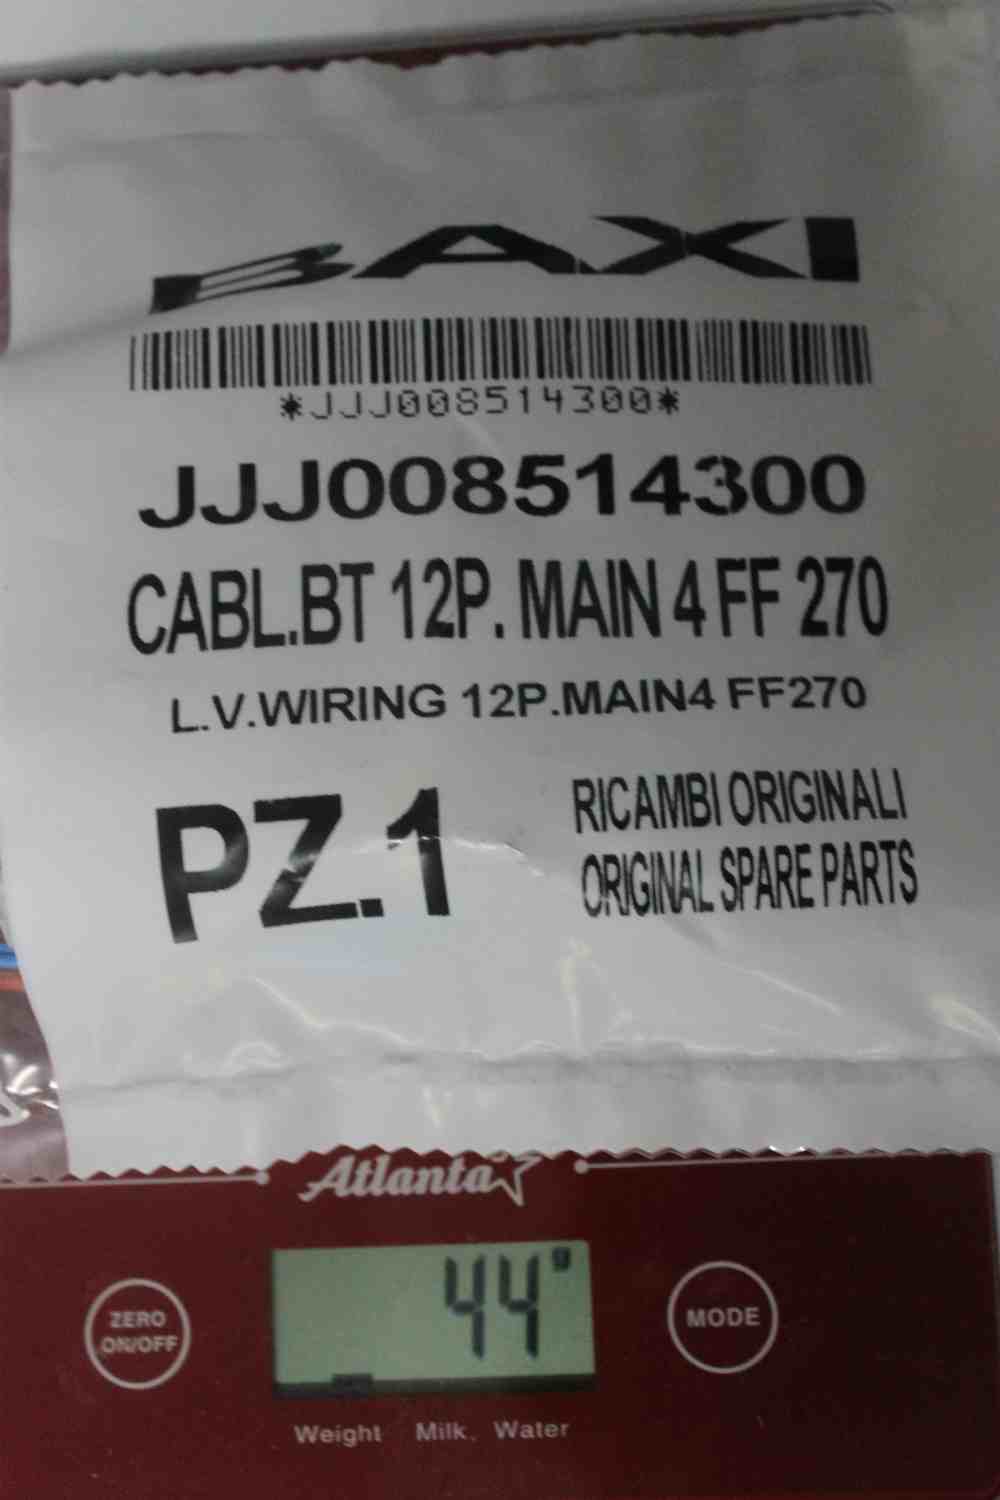 BAXI
*JJJ008514300*
JJJ008514300
CABL.BT 12P. MAIN 4 FF 270
L.V.WIRING 12P.MAIN4 FF270
PZ.1
RICAMBI ORIGINALI
ORIGINAL SPARE PARTS
Atlanta
44 g
ZERO
ON/OFF
MODE
Weight Milk. Water